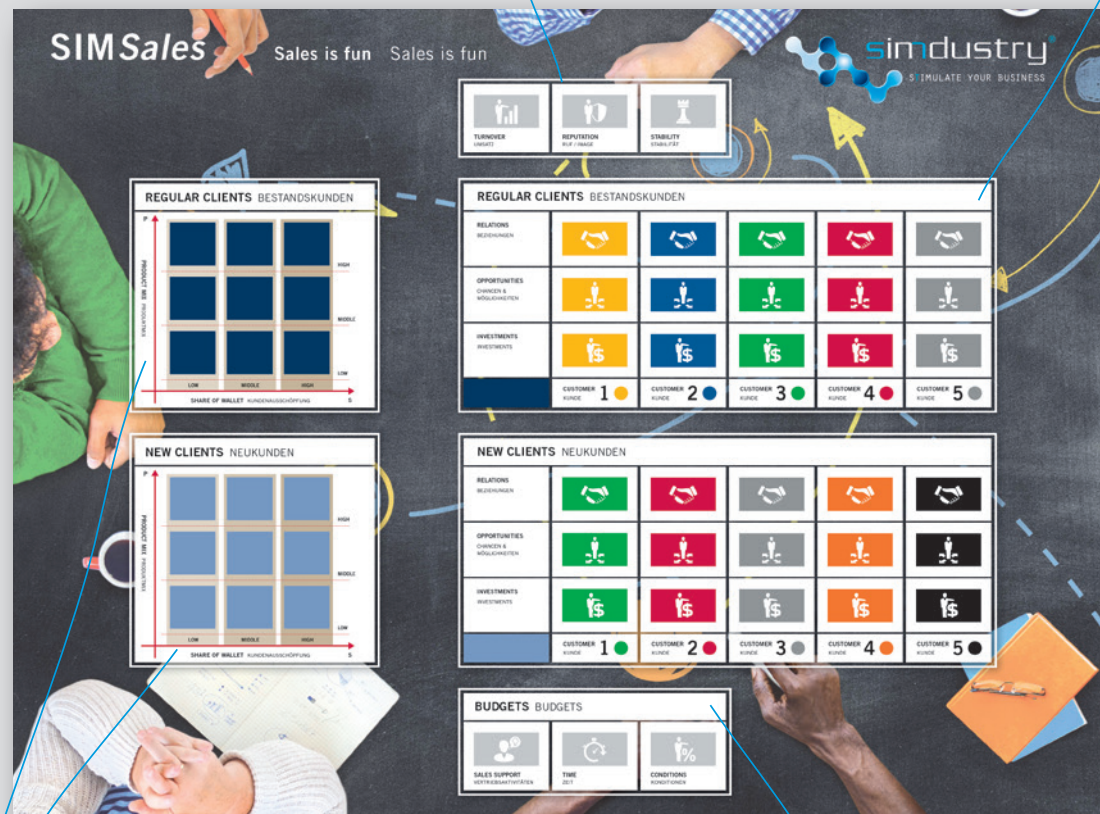 SIMSales Sales is fun Sales is fun
simdustry®
SIMULATE YOUR BUSINESS
TURNOVER
UMSATZ
REPUTATION
RUF / IMAGE
STABILITY
STABILITÄT
REGULAR CLIENTS BESTANDSKUNDEN
P
PRODUCT MIX PRODUKTMIX
HIGH
MIDDLE
LOW
LOW MIDDLE HIGH
SHARE OF WALLET KUNDENAUSSCHÖPFUNG S
REGULAR CLIENTS BESTANDSKUNDEN
RELATIONS
BEZIEHUNGEN
OPPORTUNITIES
CHANCEN &
MÖGLICHKEITEN
INVESTMENTS
INVESTMENTS
$ $ $ $ $
CUSTOMER KUNDE 1
CUSTOMER KUNDE 2
CUSTOMER KUNDE 3
CUSTOMER KUNDE 4
CUSTOMER KUNDE 5
NEW CLIENTS NEUKUNDEN
P
PRODUCT MIX PRODUKTMIX
HIGH
MIDDLE
LOW
LOW MIDDLE HIGH
SHARE OF WALLET KUNDENAUSSCHÖPFUNG S
NEW CLIENTS NEUKUNDEN
RELATIONS
BEZIEHUNGEN
OPPORTUNITIES
CHANCEN &
MÖGLICHKEITEN
INVESTMENTS
INVESTMENTS
$ $ $ $ $
CUSTOMER KUNDE 1
CUSTOMER KUNDE 2
CUSTOMER KUNDE 3
CUSTOMER KUNDE 4
CUSTOMER KUNDE 5
BUDGETS BUDGETS
SALES SUPPORT
VERTRIEBSAKTIVITÄTEN
TIME
ZEIT
%
CONDITIONS
KONDITIONEN